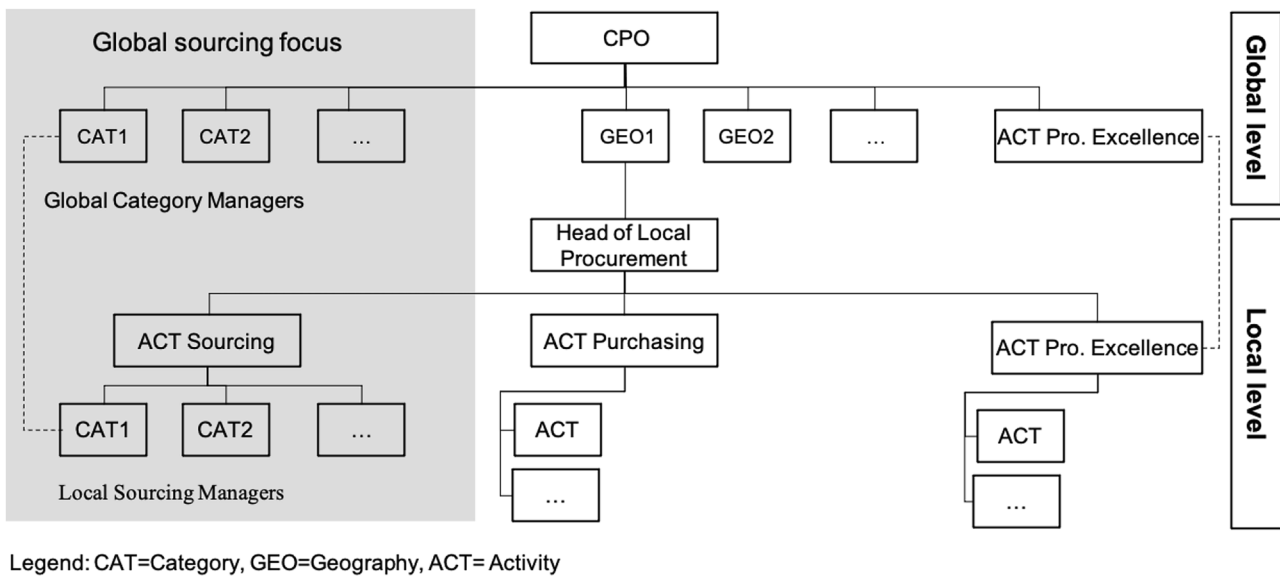 Global sourcing focus
CPO
Global level
CAT1
CAT2
...
GEO1
GEO2
...
ACT Pro. Excellence
Global Category Managers
Head of Local
Procurement
Local level
ACT Sourcing
ACT Purchasing
ACT Pro. Excellence
CAT1
CAT2
...
ACT
ACT
Local Sourcing Managers
...
...
Legend: CAT=Category, GEO=Geography, ACT= Activity